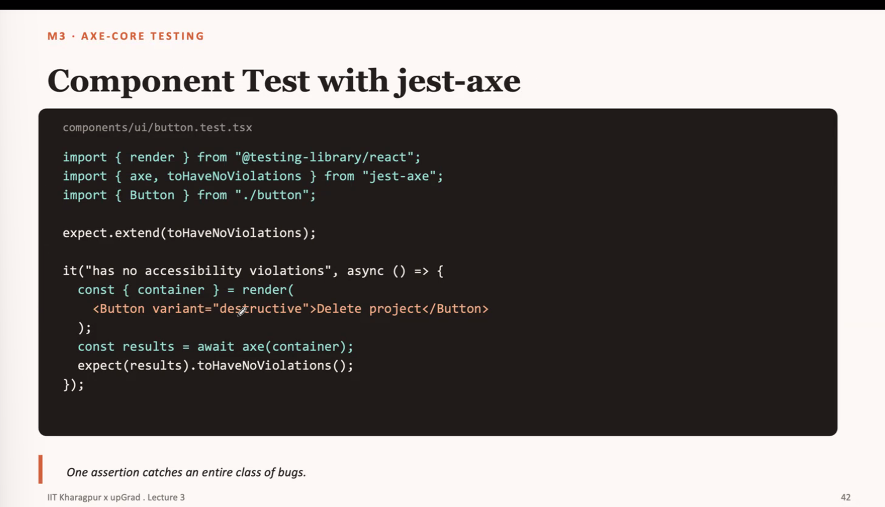 M3 · AXE-CORE TESTING
Component Test with jest-axe
components/ui/button.test.tsx
import { render } from "@testing-library/react";
import { axe, toHaveNoViolations } from "jest-axe";
import { Button } from "./button";
expect.extend(toHaveNoViolations);
it("has no accessibility violations", async () => {
const { container } = render(
<Button variant="destructive">Delete project</Button>
);
const results = await axe(container);
expect(results).toHaveNoViolations();
});
One assertion catches an entire class of bugs.
IIT Kharagpur x upGrad . Lecture 3
42